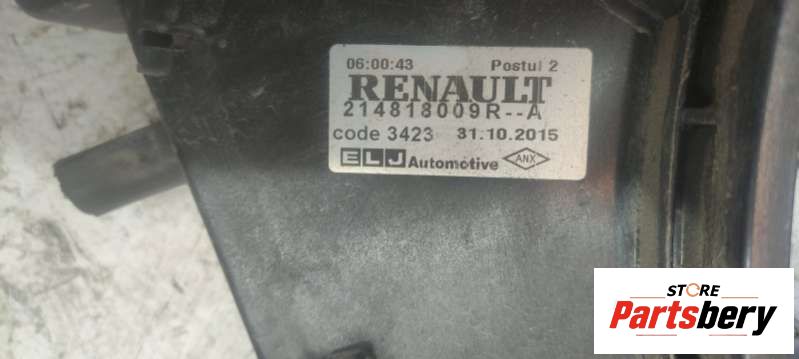 06:00:43 Postul 2
RENAULT
214818009R--A
code 3423 31.10.2015
ELJ Automotive ANX
STORE
Partsbery